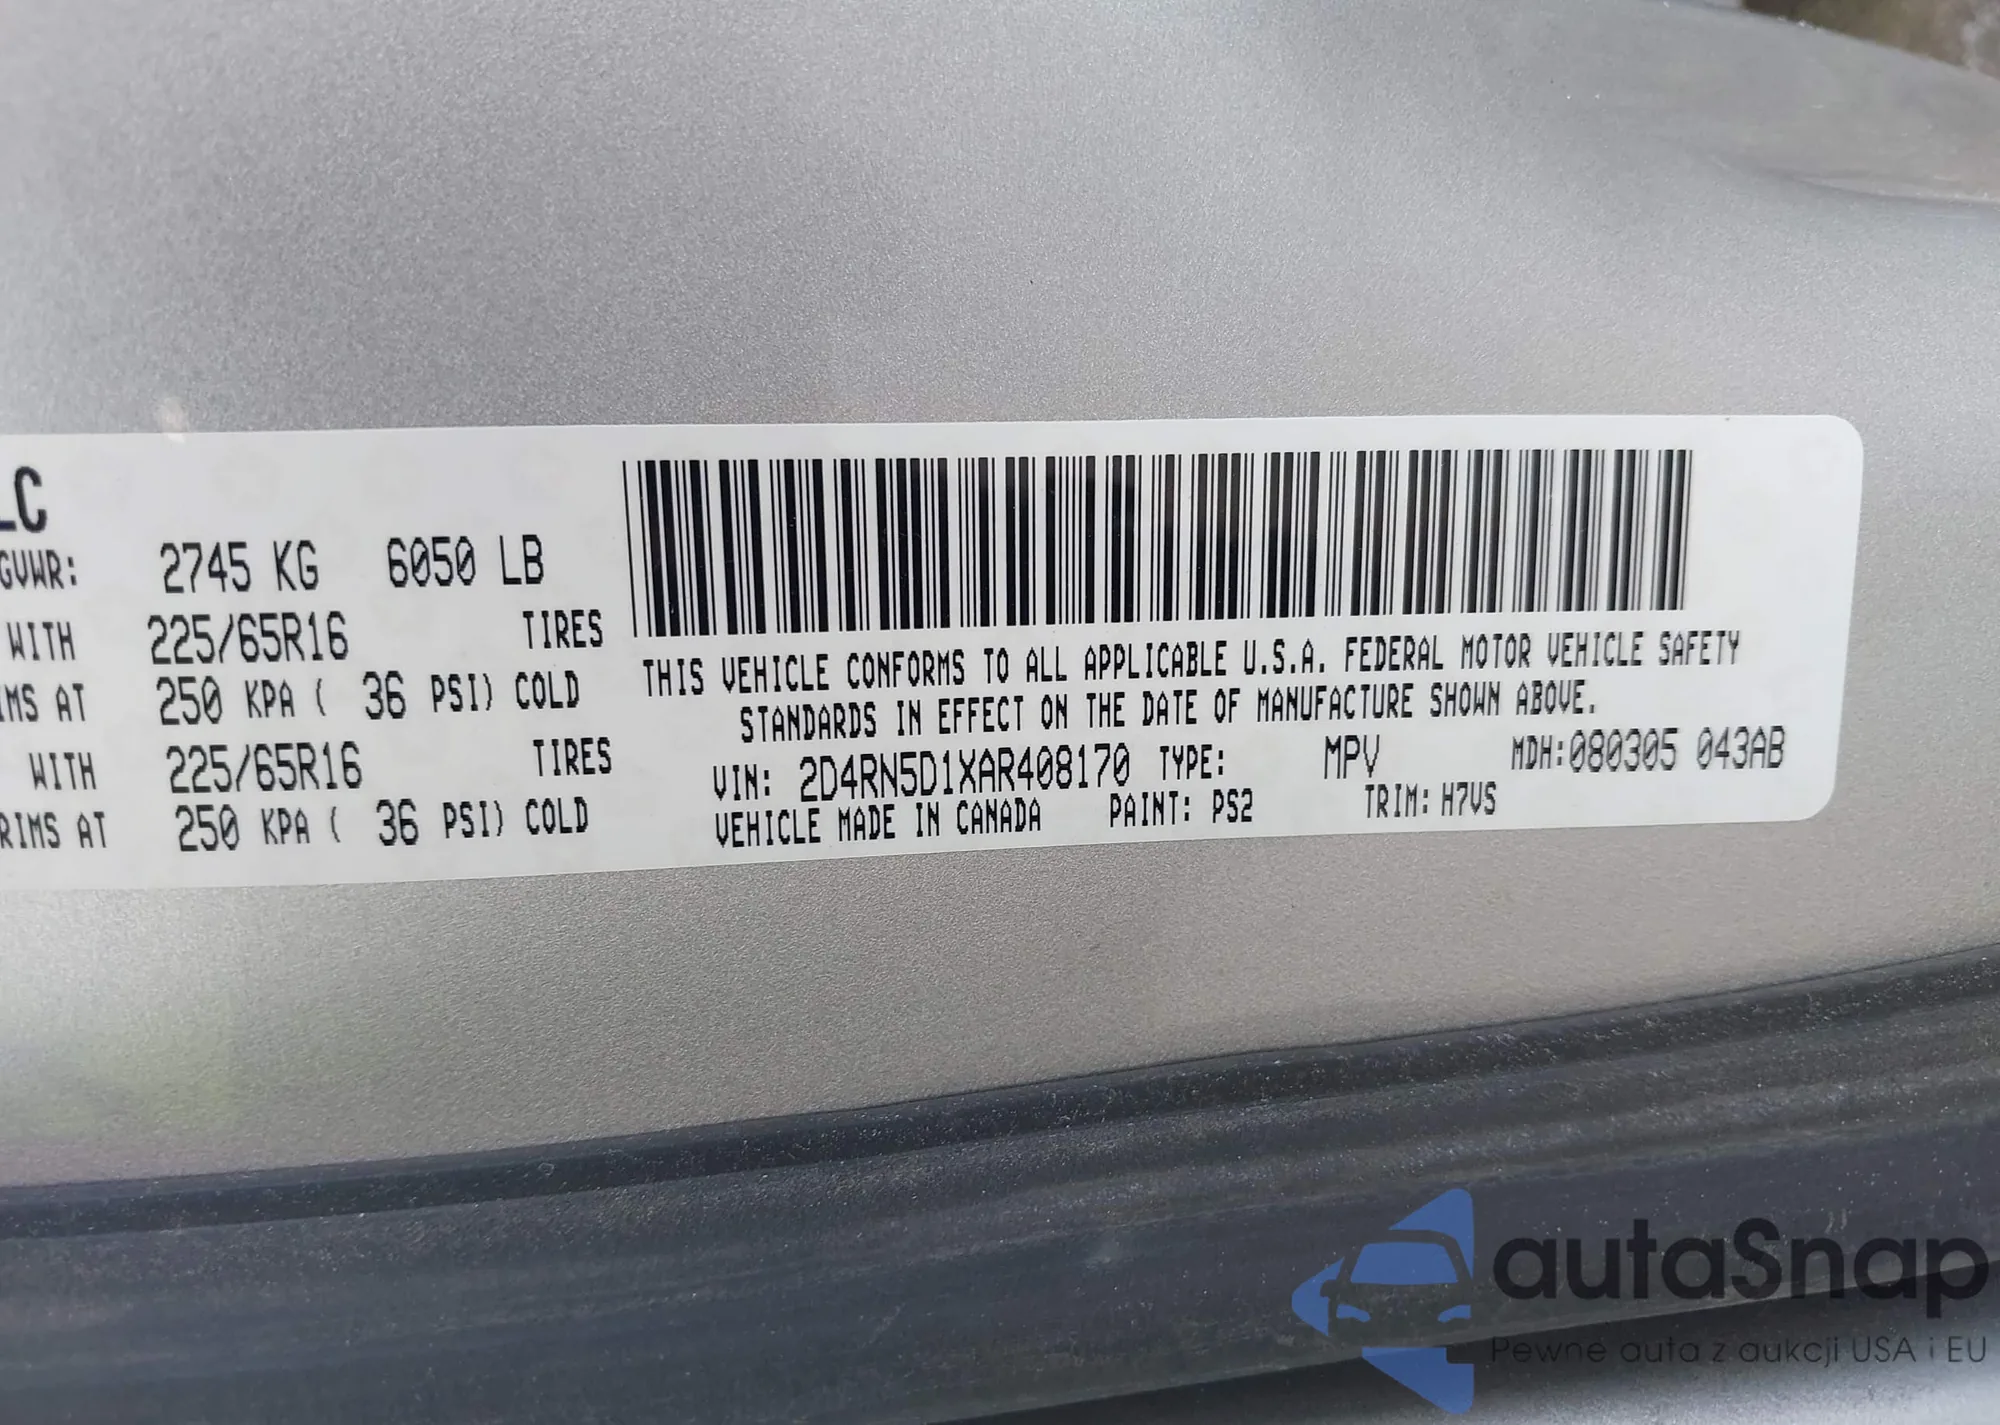 LC
GVWR: 2745 KG 6050 LB
WITH 225/65R16 TIRES
IMS AT 250 KPA ( 36 PSI) COLD
WITH 225/65R16 TIRES
RIMS AT 250 KPA ( 36 PSI) COLD
THIS VEHICLE CONFORMS TO ALL APPLICABLE U.S.A. FEDERAL MOTOR VEHICLE SAFETY
STANDARDS IN EFFECT ON THE DATE OF MANUFACTURE SHOWN ABOVE.
VIN: 2D4RN5D1XAR408170 TYPE: MPV MDH:080305 043AB
VEHICLE MADE IN CANADA PAINT: PS2 TRIM: H7VS
autaSnap
Pewne auta z aukcji USA i EU